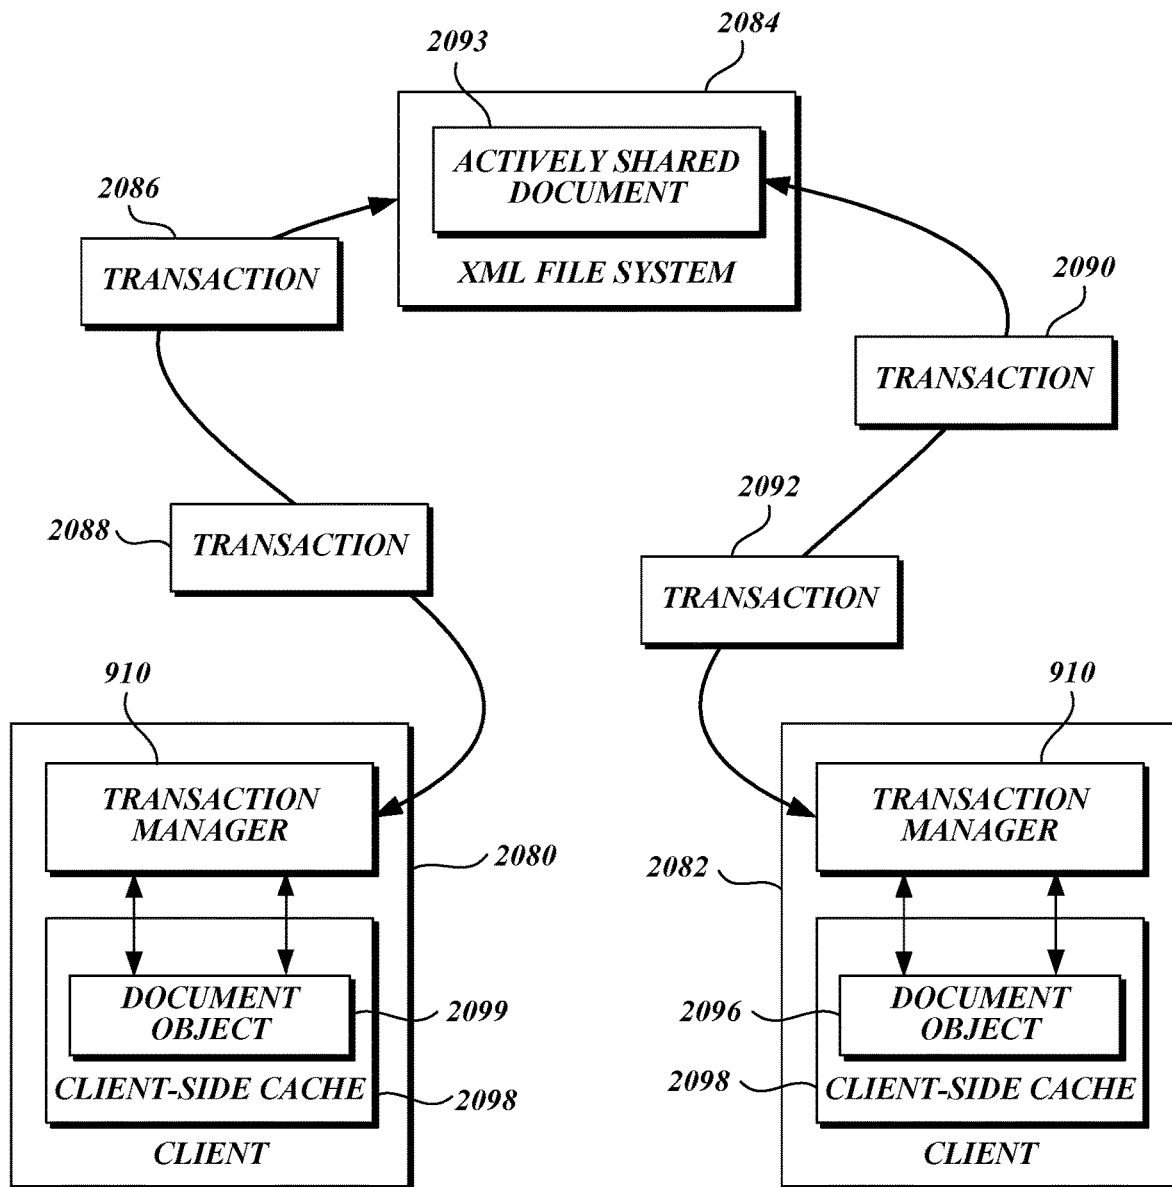 2084
2093
ACTIVELY SHARED
DOCUMENT
XML FILE SYSTEM
2086
TRANSACTION
2090
TRANSACTION
2088
TRANSACTION
2092
TRANSACTION
910
TRANSACTION
MANAGER
2080
DOCUMENT
OBJECT
2099
CLIENT-SIDE CACHE
2098
CLIENT
910
TRANSACTION
MANAGER
2082
DOCUMENT
OBJECT
2096
CLIENT-SIDE CACHE
2098
CLIENT